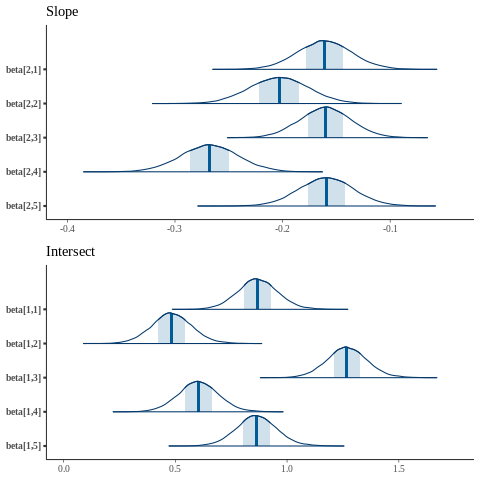 Slope
beta[2,1]
beta[2,2]
beta[2,3]
beta[2,4]
beta[2,5]
-0.4 -0.3 -0.2 -0.1
Intersect
beta[1,1]
beta[1,2]
beta[1,3]
beta[1,4]
beta[1,5]
0.0 0.5 1.0 1.5